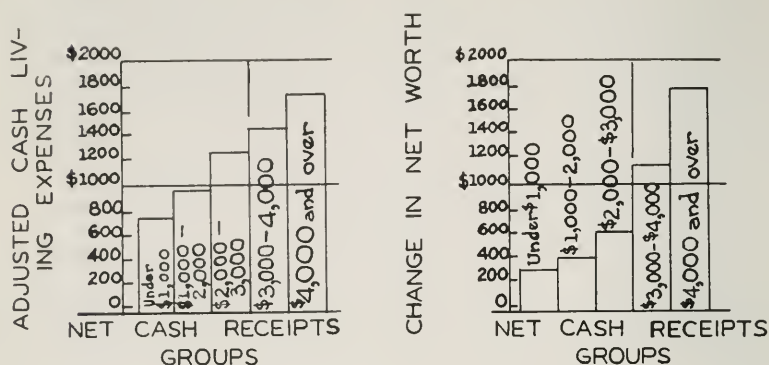 ADJUSTED CASH LIV-
ING EXPENSES
$2000
1800
1600
1400
1200
$1000
800
600
400
200
0
Under
$1,000
$1,000-
2,000
$2,000-
3,000
$3,000-4,000
$4,000 and over
NET CASH RECEIPTS
GROUPS
CHANGE IN NET WORTH
$2000
1800
1600
1400
1200
$1000
800
600
400
200
0
Under $1,000
$1,000-2,000
$2,000-$3,000
$3,000-$4,000
$4,000 and over
NET CASH RECEIPTS
GROUPS